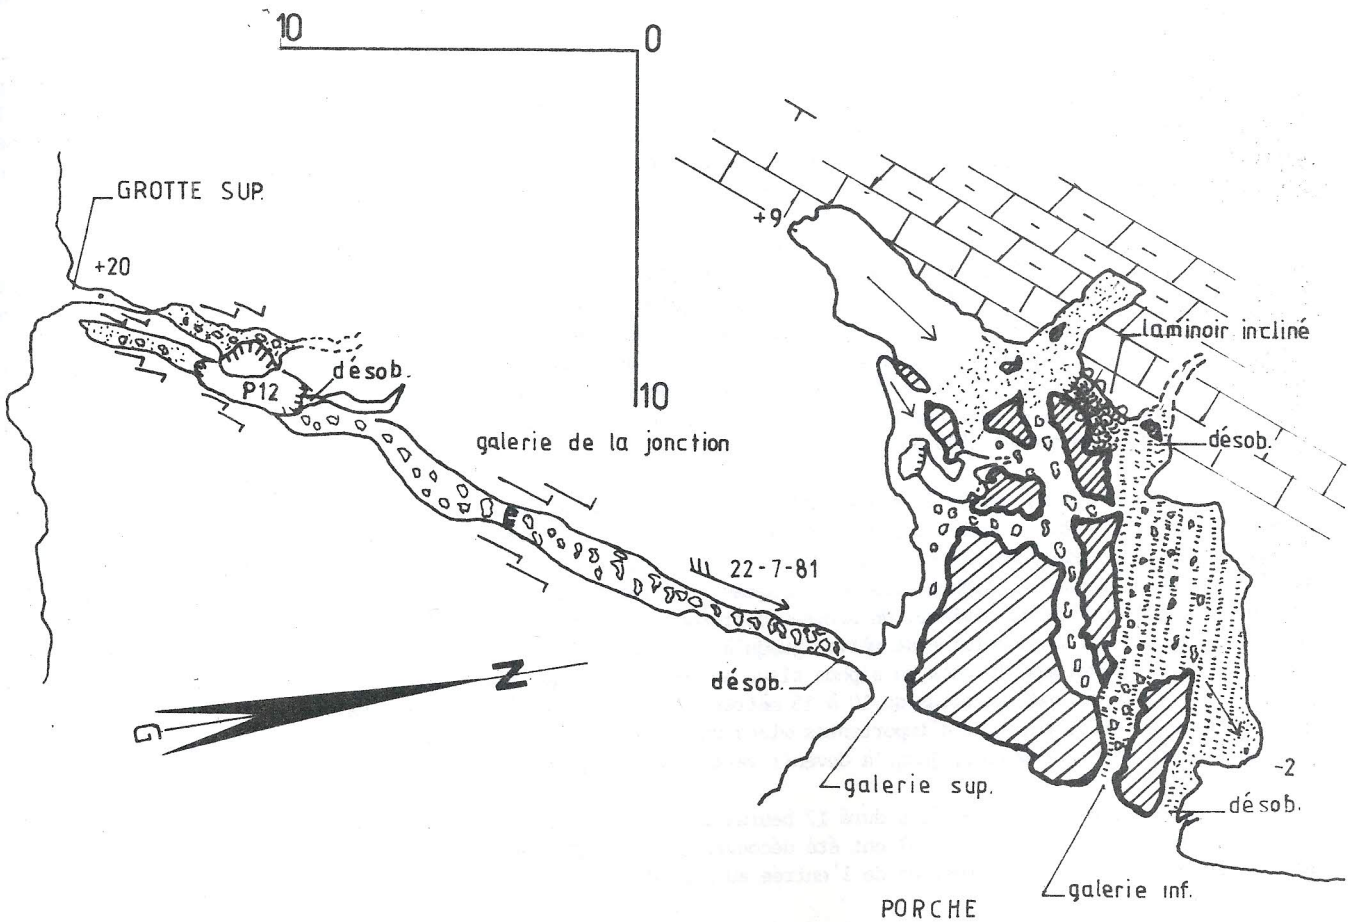 10
0
GROTTE SUP.
+20
+9
laminoir incliné
désob.
P12
10
galerie de la jonction
désob.
22-7-81
N
désob.
G
-2
galerie sup.
désob.
galerie inf.
PORCHE